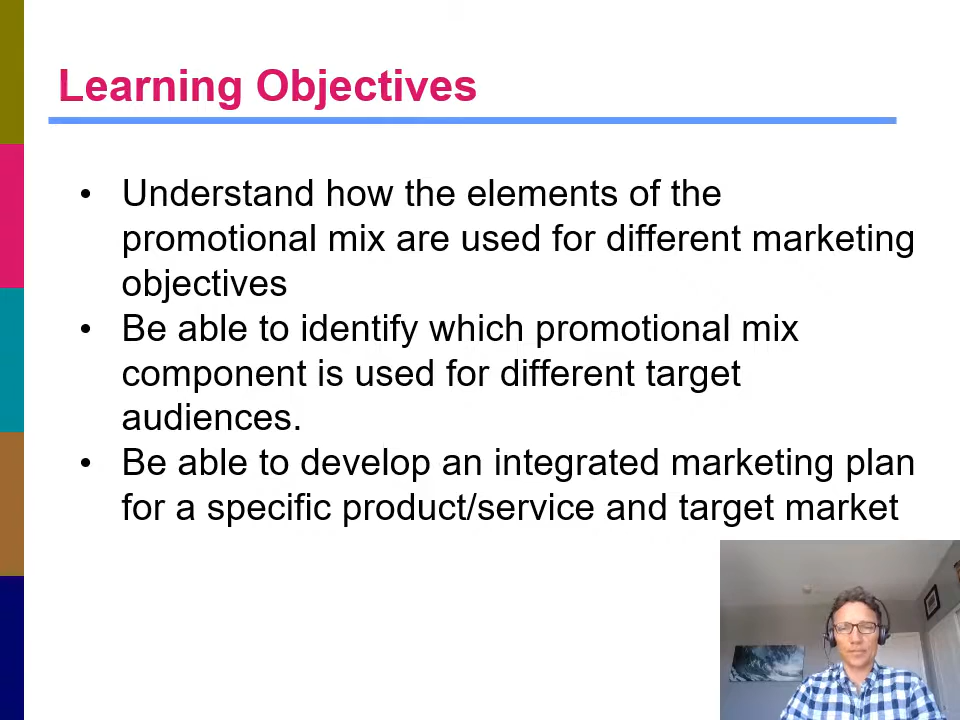 Learning Objectives
• Understand how the elements of the
promotional mix are used for different marketing
objectives
• Be able to identify which promotional mix
component is used for different target
audiences.
• Be able to develop an integrated marketing plan
for a specific product/service and target market